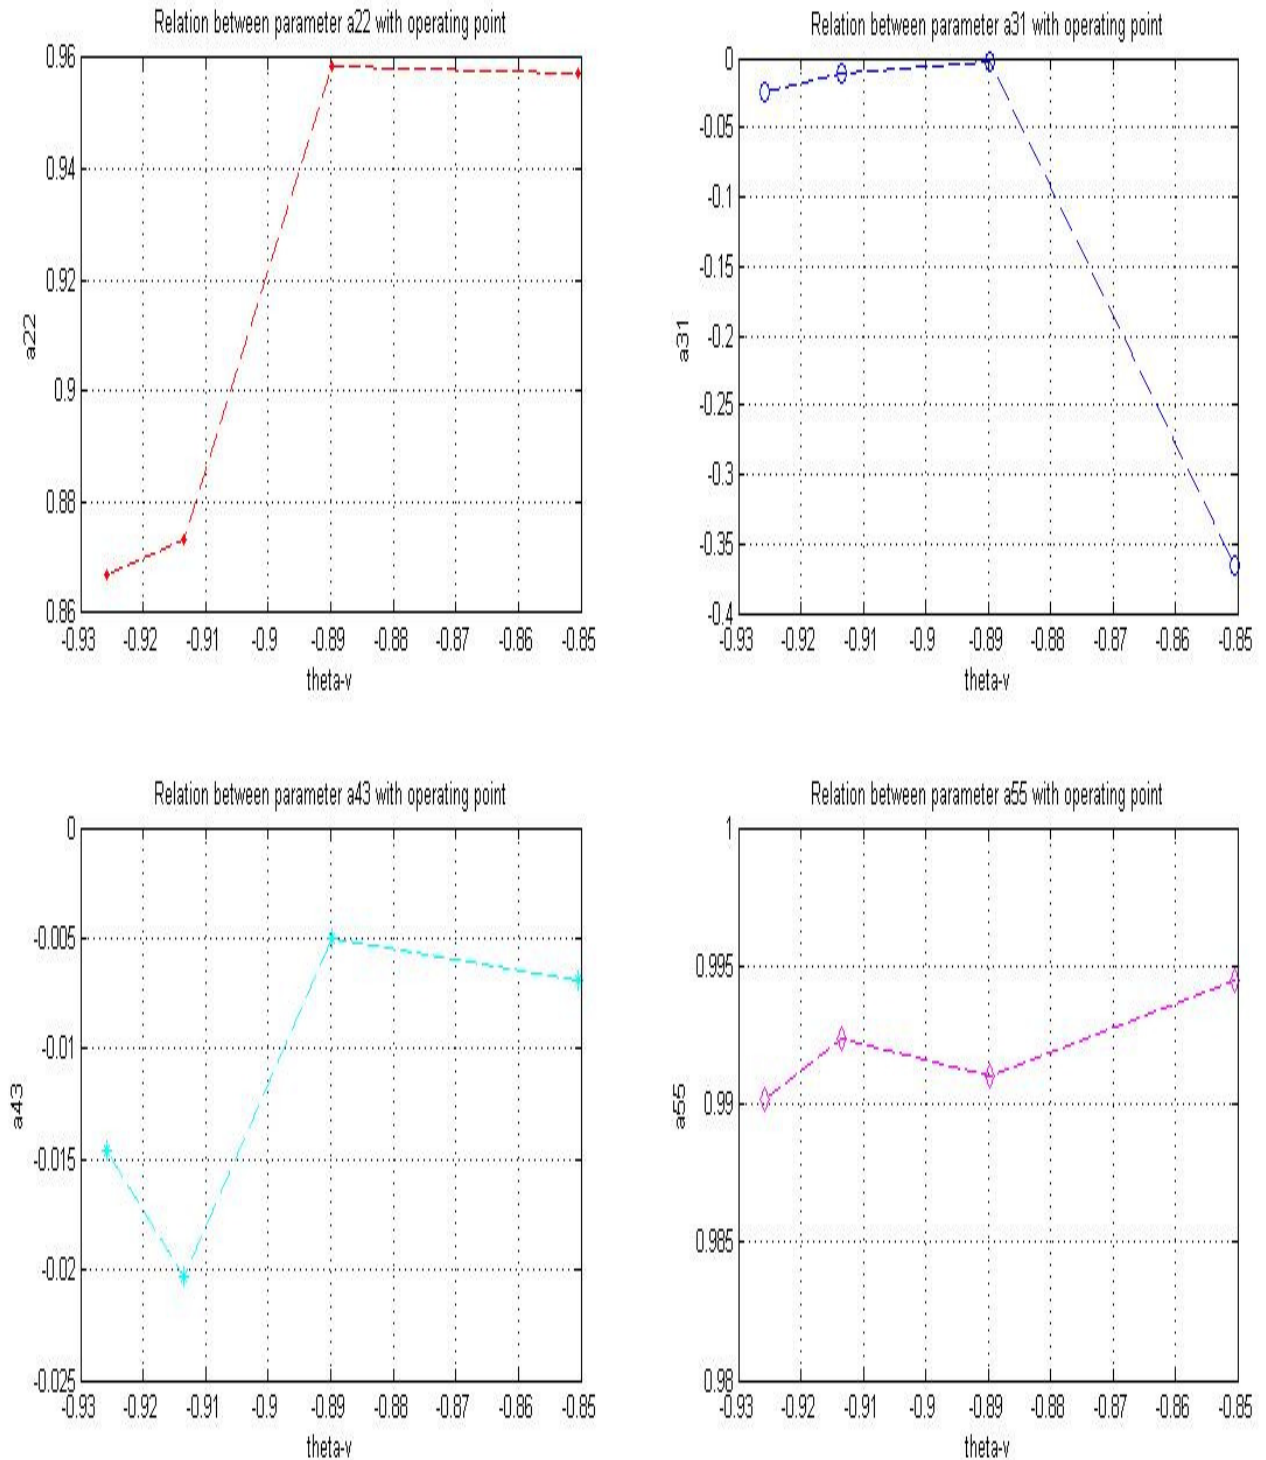 Relation between parameter a22 with operating point
0.96
0.94
0.92
0.9
0.88
0.86
a22
-0.93 -0.92 -0.91 -0.9 -0.89 -0.88 -0.87 -0.86 -0.85
theta-v
Relation between parameter a31 with operating point
0
-0.05
-0.1
-0.15
-0.2
-0.25
-0.3
-0.35
-0.4
a31
-0.93 -0.92 -0.91 -0.9 -0.89 -0.88 -0.87 -0.86 -0.85
theta-v
Relation between parameter a43 with operating point
0
-0.005
-0.01
-0.015
-0.02
-0.025
a43
-0.93 -0.92 -0.91 -0.9 -0.89 -0.88 -0.87 -0.86 -0.85
theta-v
Relation between parameter a55 with operating point
1
0.995
0.99
0.985
0.98
a55
-0.93 -0.92 -0.91 -0.9 -0.89 -0.88 -0.87 -0.86 -0.85
theta-v